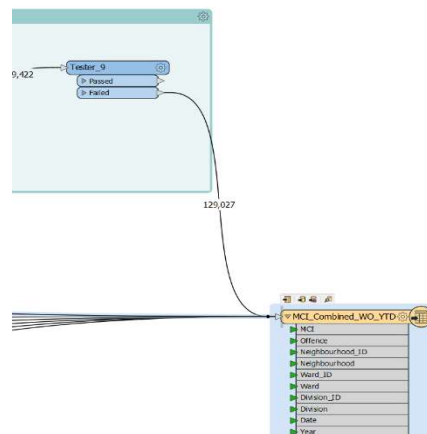 Tester_9
9,422
Passed
Failed
129,027
MCI_Combined_WO_YTD
MCI
Offence
Neighbourhood_ID
Neighbourhood
Ward_ID
Ward
Division_ID
Division
Date
Year